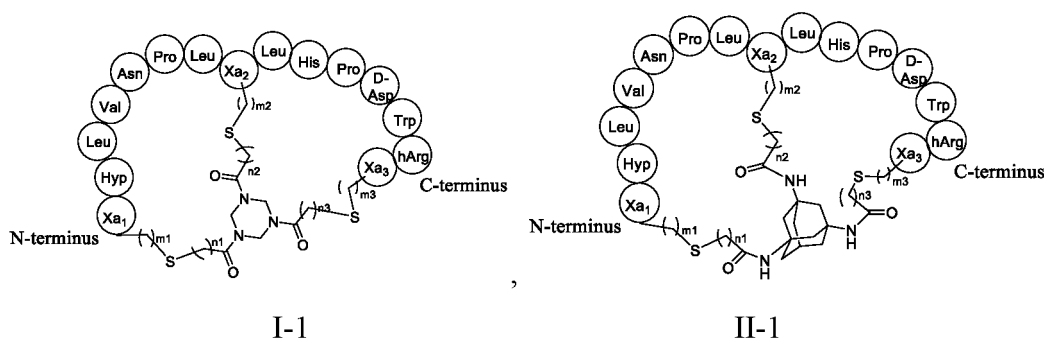 Asn Pro Leu Xa2 Leu His Pro D-Asp Trp hArg Xa3
Val
Leu
Hyp
Xa1
N-terminus
C-terminus
( )m1 S ( )n1 O
( )m2 S ( )n2 O
( )m3 S ( )n3 O
N N N
,
I-1
Asn Pro Leu Xa2 Leu His Pro D-Asp Trp hArg Xa3
Val
Leu
Hyp
Xa1
N-terminus
C-terminus
( )m1 S ( )n1 O N H
( )m2 S ( )n2 O NH
( )m3 S ( )n3 O N H
II-1